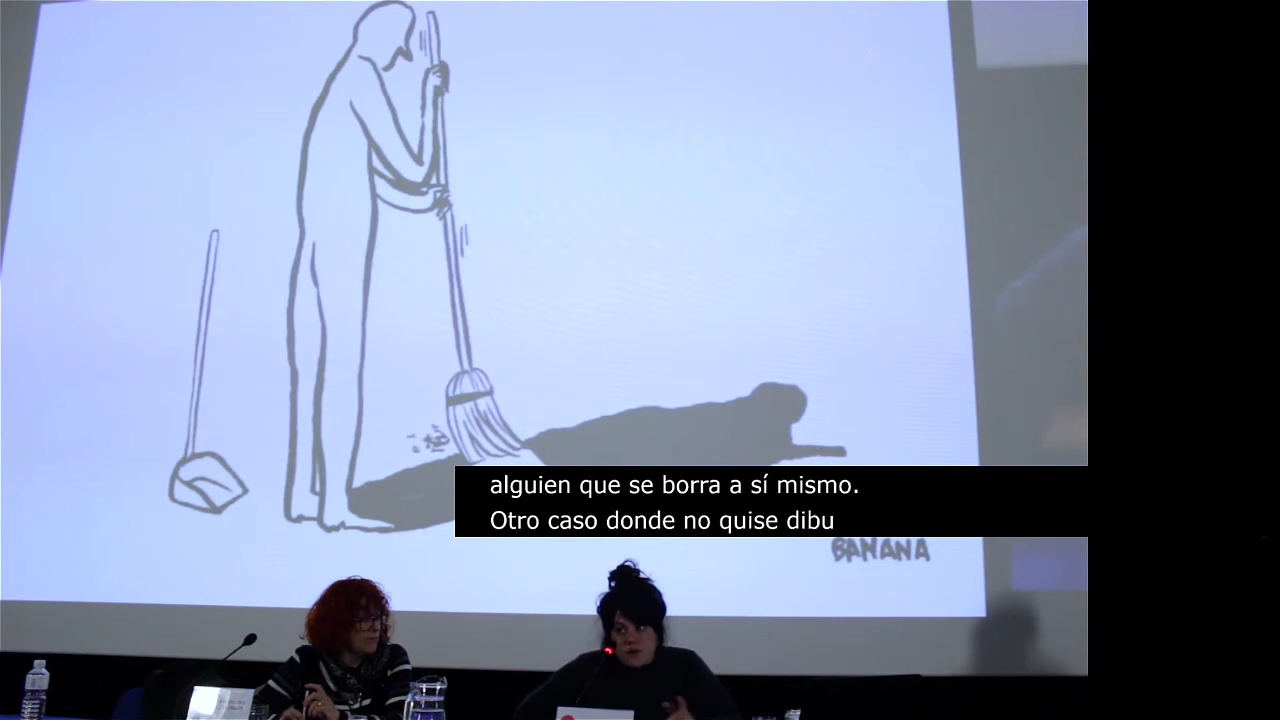 alguien que se borra a sí mismo.
Otro caso donde no quise dibu
BANANA